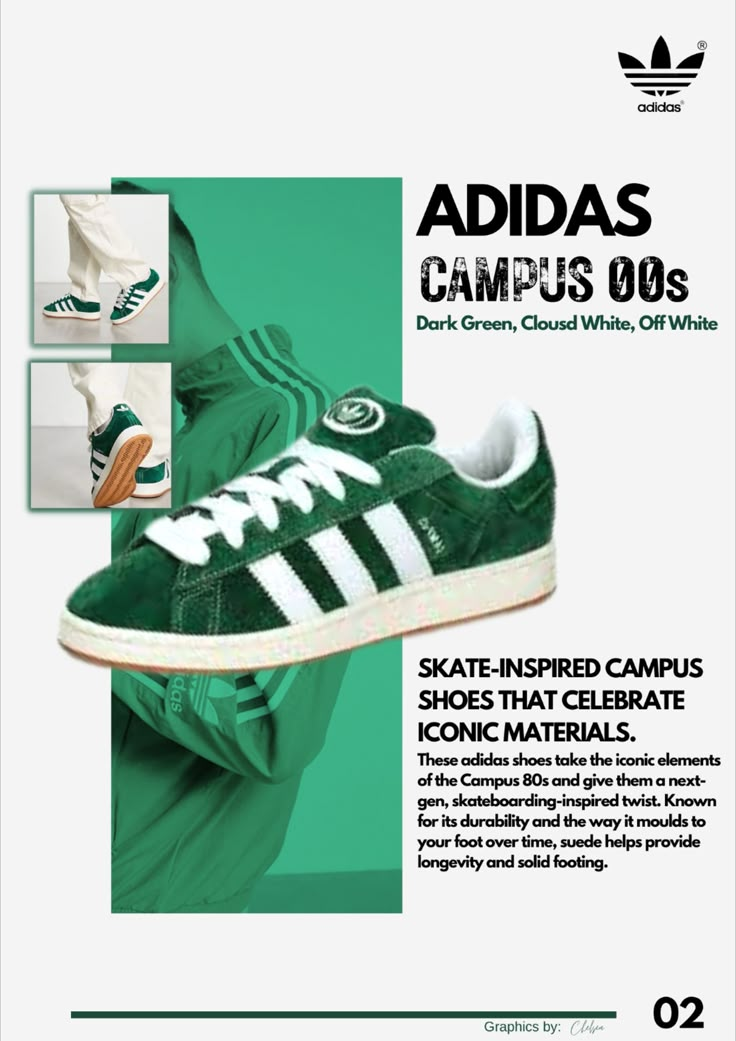 ®
adidas®
ADIDAS
CAMPUS 00s
Dark Green, Clousd White, Off White
adidas
SKATE-INSPIRED CAMPUS
SHOES THAT CELEBRATE
ICONIC MATERIALS.
These adidas shoes take the iconic elements
of the Campus 80s and give them a next-
gen, skateboarding-inspired twist. Known
for its durability and the way it moulds to
your foot over time, suede helps provide
longevity and solid footing.
Graphics by: Chelsea
02